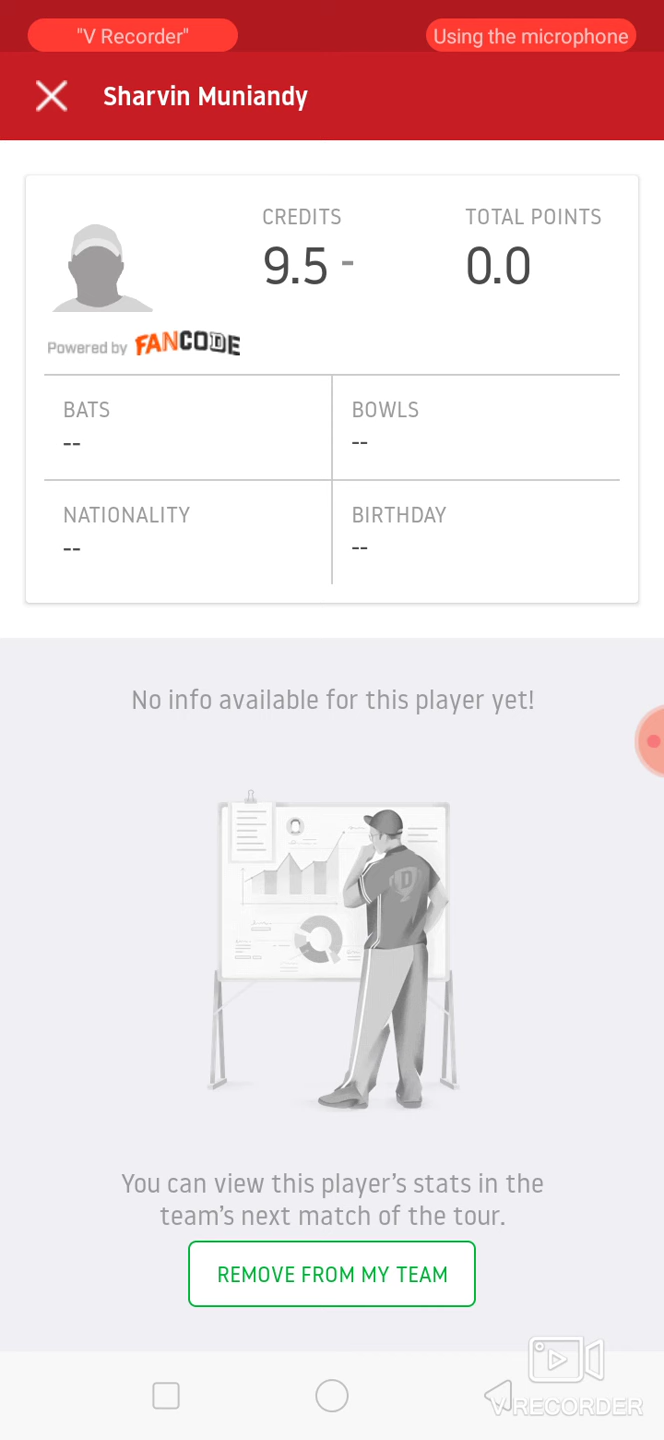 "V Recorder"
Using the microphone
Sharvin Muniandy
CREDITS
TOTAL POINTS
9.5 -
0.0
Powered by FANCODE
BATS
BOWLS
--
--
NATIONALITY
BIRTHDAY
--
--
No info available for this player yet!
D
You can view this player's stats in the
team's next match of the tour.
REMOVE FROM MY TEAM
V RECORDER